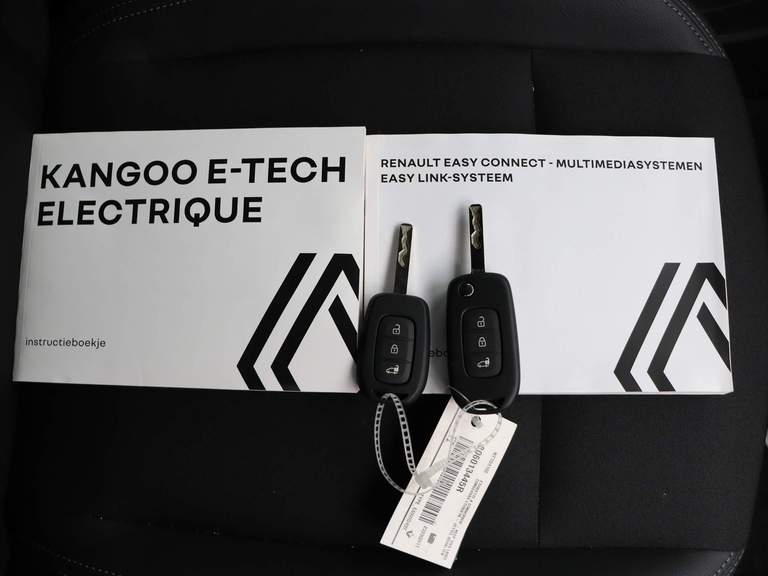 KANGOO E-TECH
ELECTRIQUE
instructieboekje
RENAULT EASY CONNECT - MULTIMEDIASYSTEMEN
EASY LINK-SYSTEEM